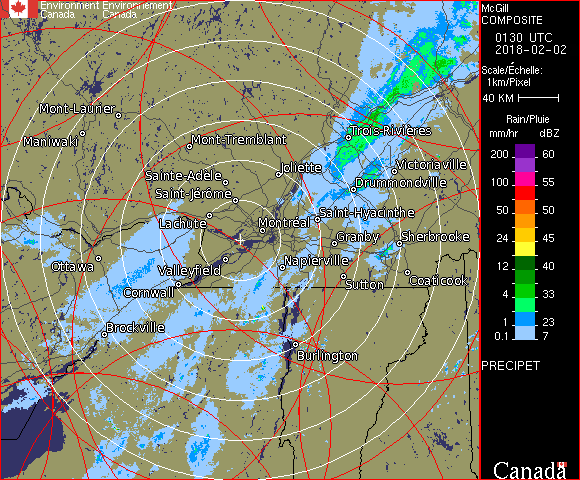 Environment Environnement
Canada Canada
McGill
COMPOSITE
0130 UTC
2018-02-02
Scale/Échelle:
1km/Pixel
40 KM
Rain/Pluie
mm/hr dBZ
200 60
100 55
50 50
24 45
12 40
4 33
1 23
0.1 7
PRECIPET
Canada
Mont-Laurier
Maniwaki
Mont-Tremblant
Trois-Rivières
Joliette
Victoriaville
Sainte-Adèle
Drummondville
Saint-Jérôme
Lachute
Saint-Hyacinthe
Montréal
Granby
Sherbrooke
Ottawa
Valleyfield
Napierville
Cornwall
Sutton
Coaticook
Brockville
Burlington